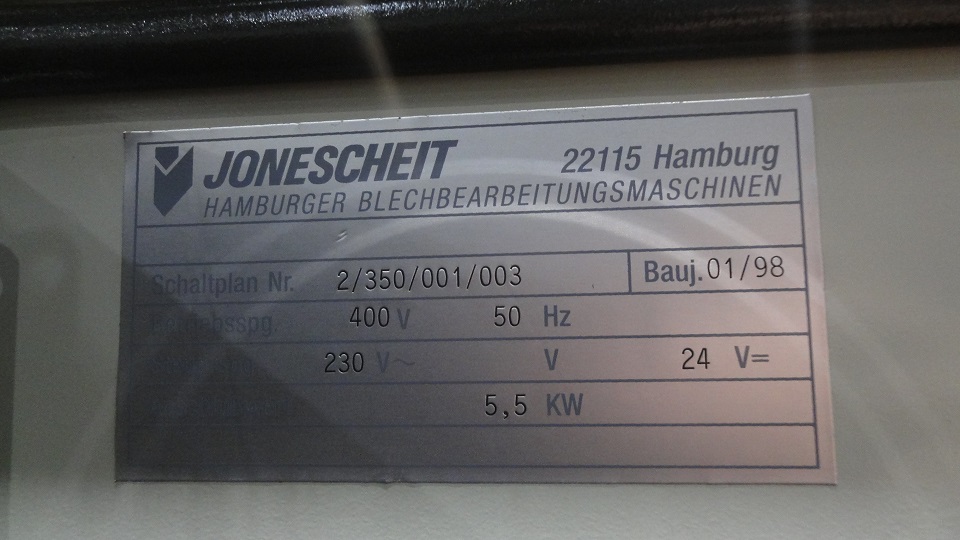 JONESCHEIT 22115 Hamburg
HAMBURGER BLECHBEARBEITUNGSMASCHINEN
Schaltplan Nr. 2/350/001/003 Bauj. 01/98
400 V 50 Hz
230 V~ V 24 V=
5,5 KW